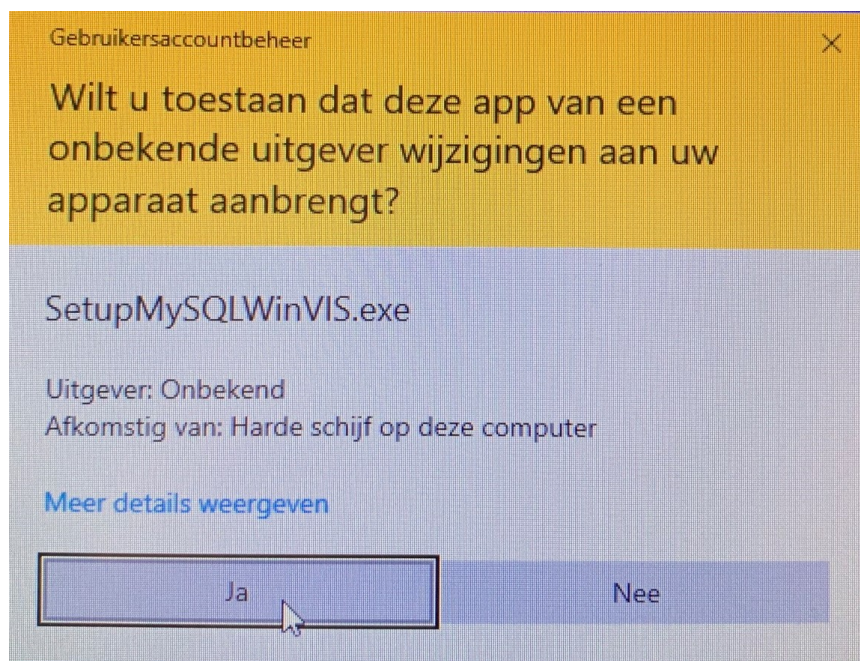 Gebruikersaccountbeheer
Wilt u toestaan dat deze app van een
onbekende uitgever wijzigingen aan uw
apparaat aanbrengt?
SetupMySQLWinVIS.exe
Uitgever: Onbekend
Afkomstig van: Harde schijf op deze computer
Meer details weergeven
Ja
Nee